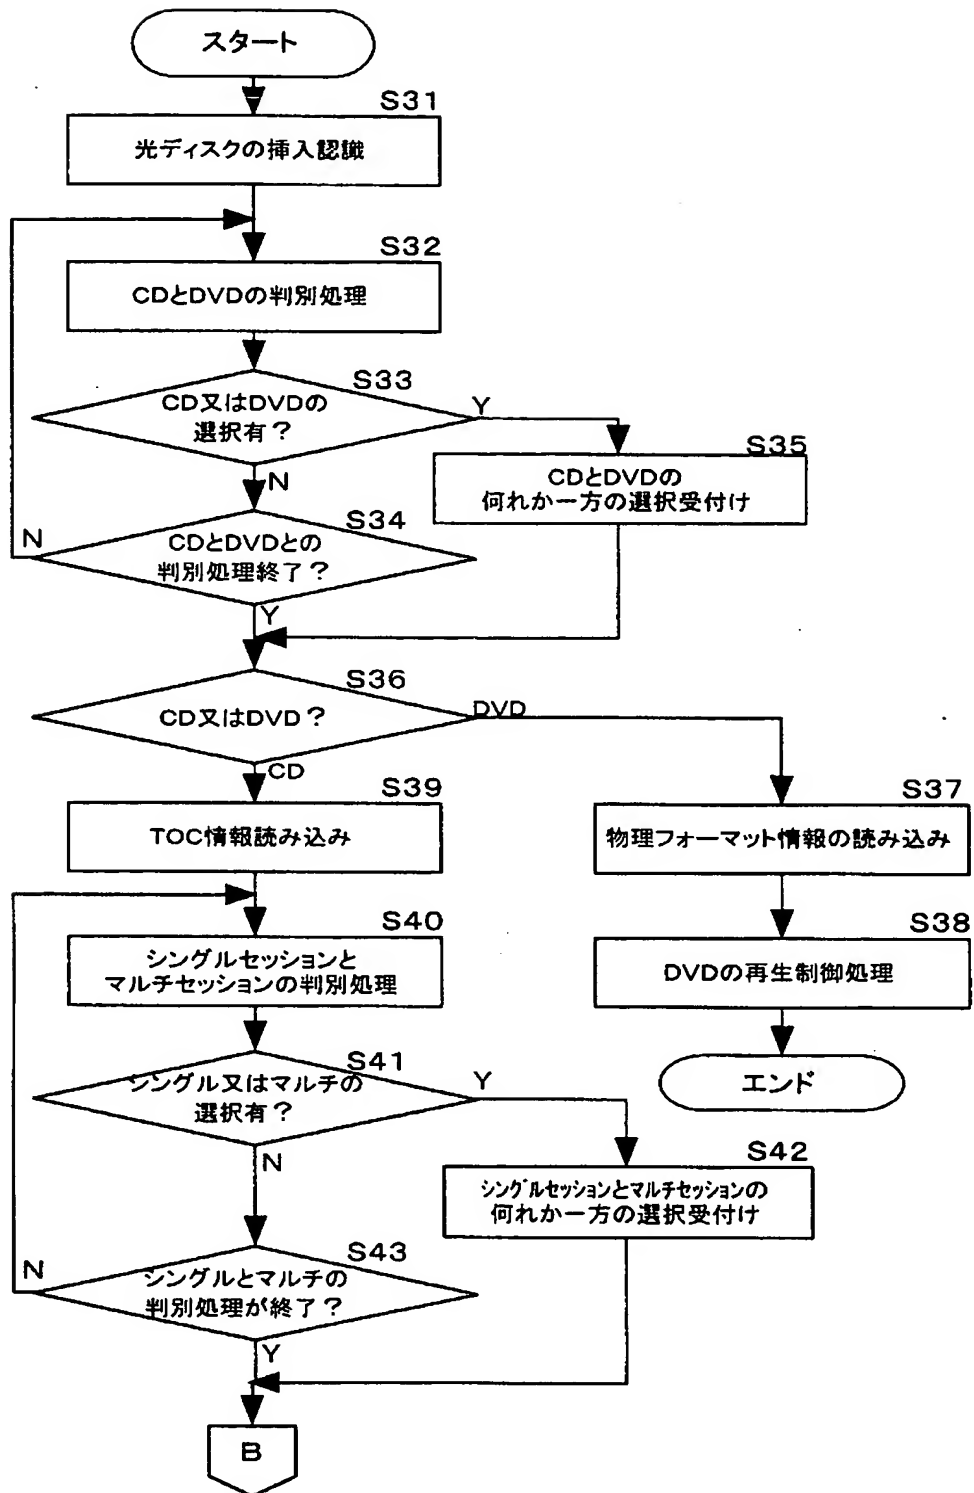 スタート
S31
光ディスクの挿入認識
S32
CDとDVDの判別処理
S33
CD又はDVDの
選択有？
Y
N
S35
CDとDVDの
何れか一方の選択受付け
S34
N
CDとDVDとの
判別処理終了？
Y
S36
CD又はDVD？
DVD
CD
S39
TOC情報読み込み
S37
物理フォーマット情報の読み込み
S40
シングルセッションと
マルチセッションの判別処理
S38
DVDの再生制御処理
S41
シングル又はマルチの
選択有？
Y
N
エンド
S42
シングルセッションとマルチセッションの
何れか一方の選択受付け
S43
N
シングルとマルチの
判別処理が終了？
Y
B